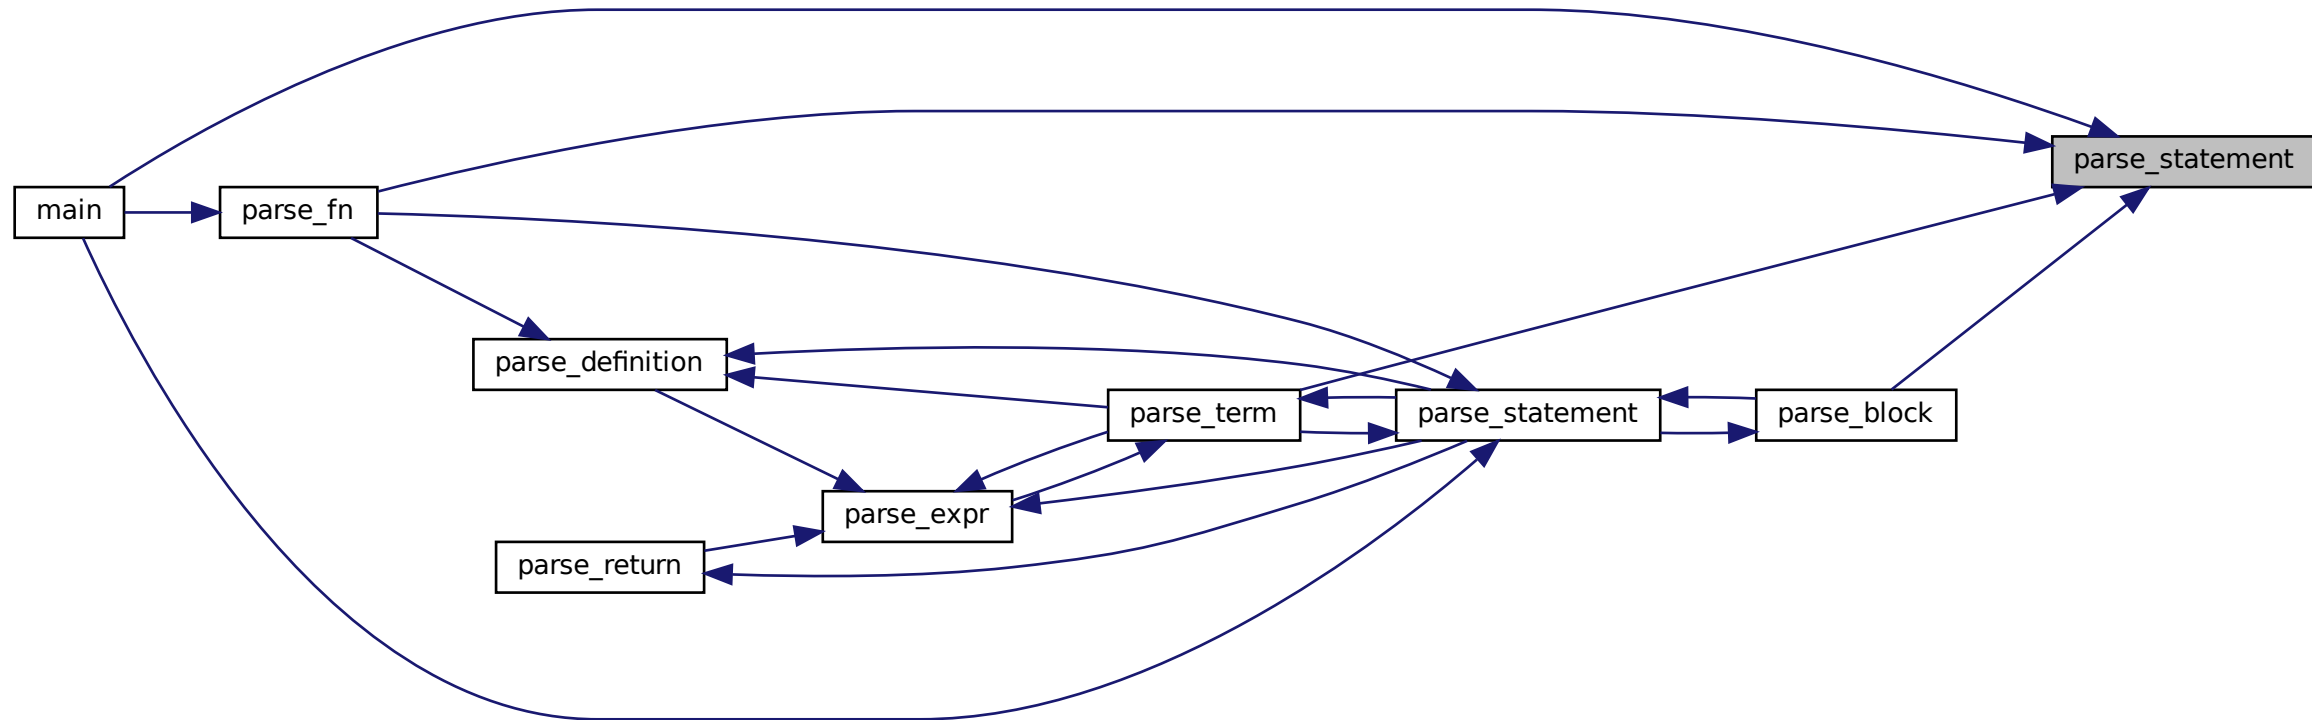 parse_statement
main
parse_fn
parse_definition
parse_term
parse_statement
parse_block
parse_expr
parse_return